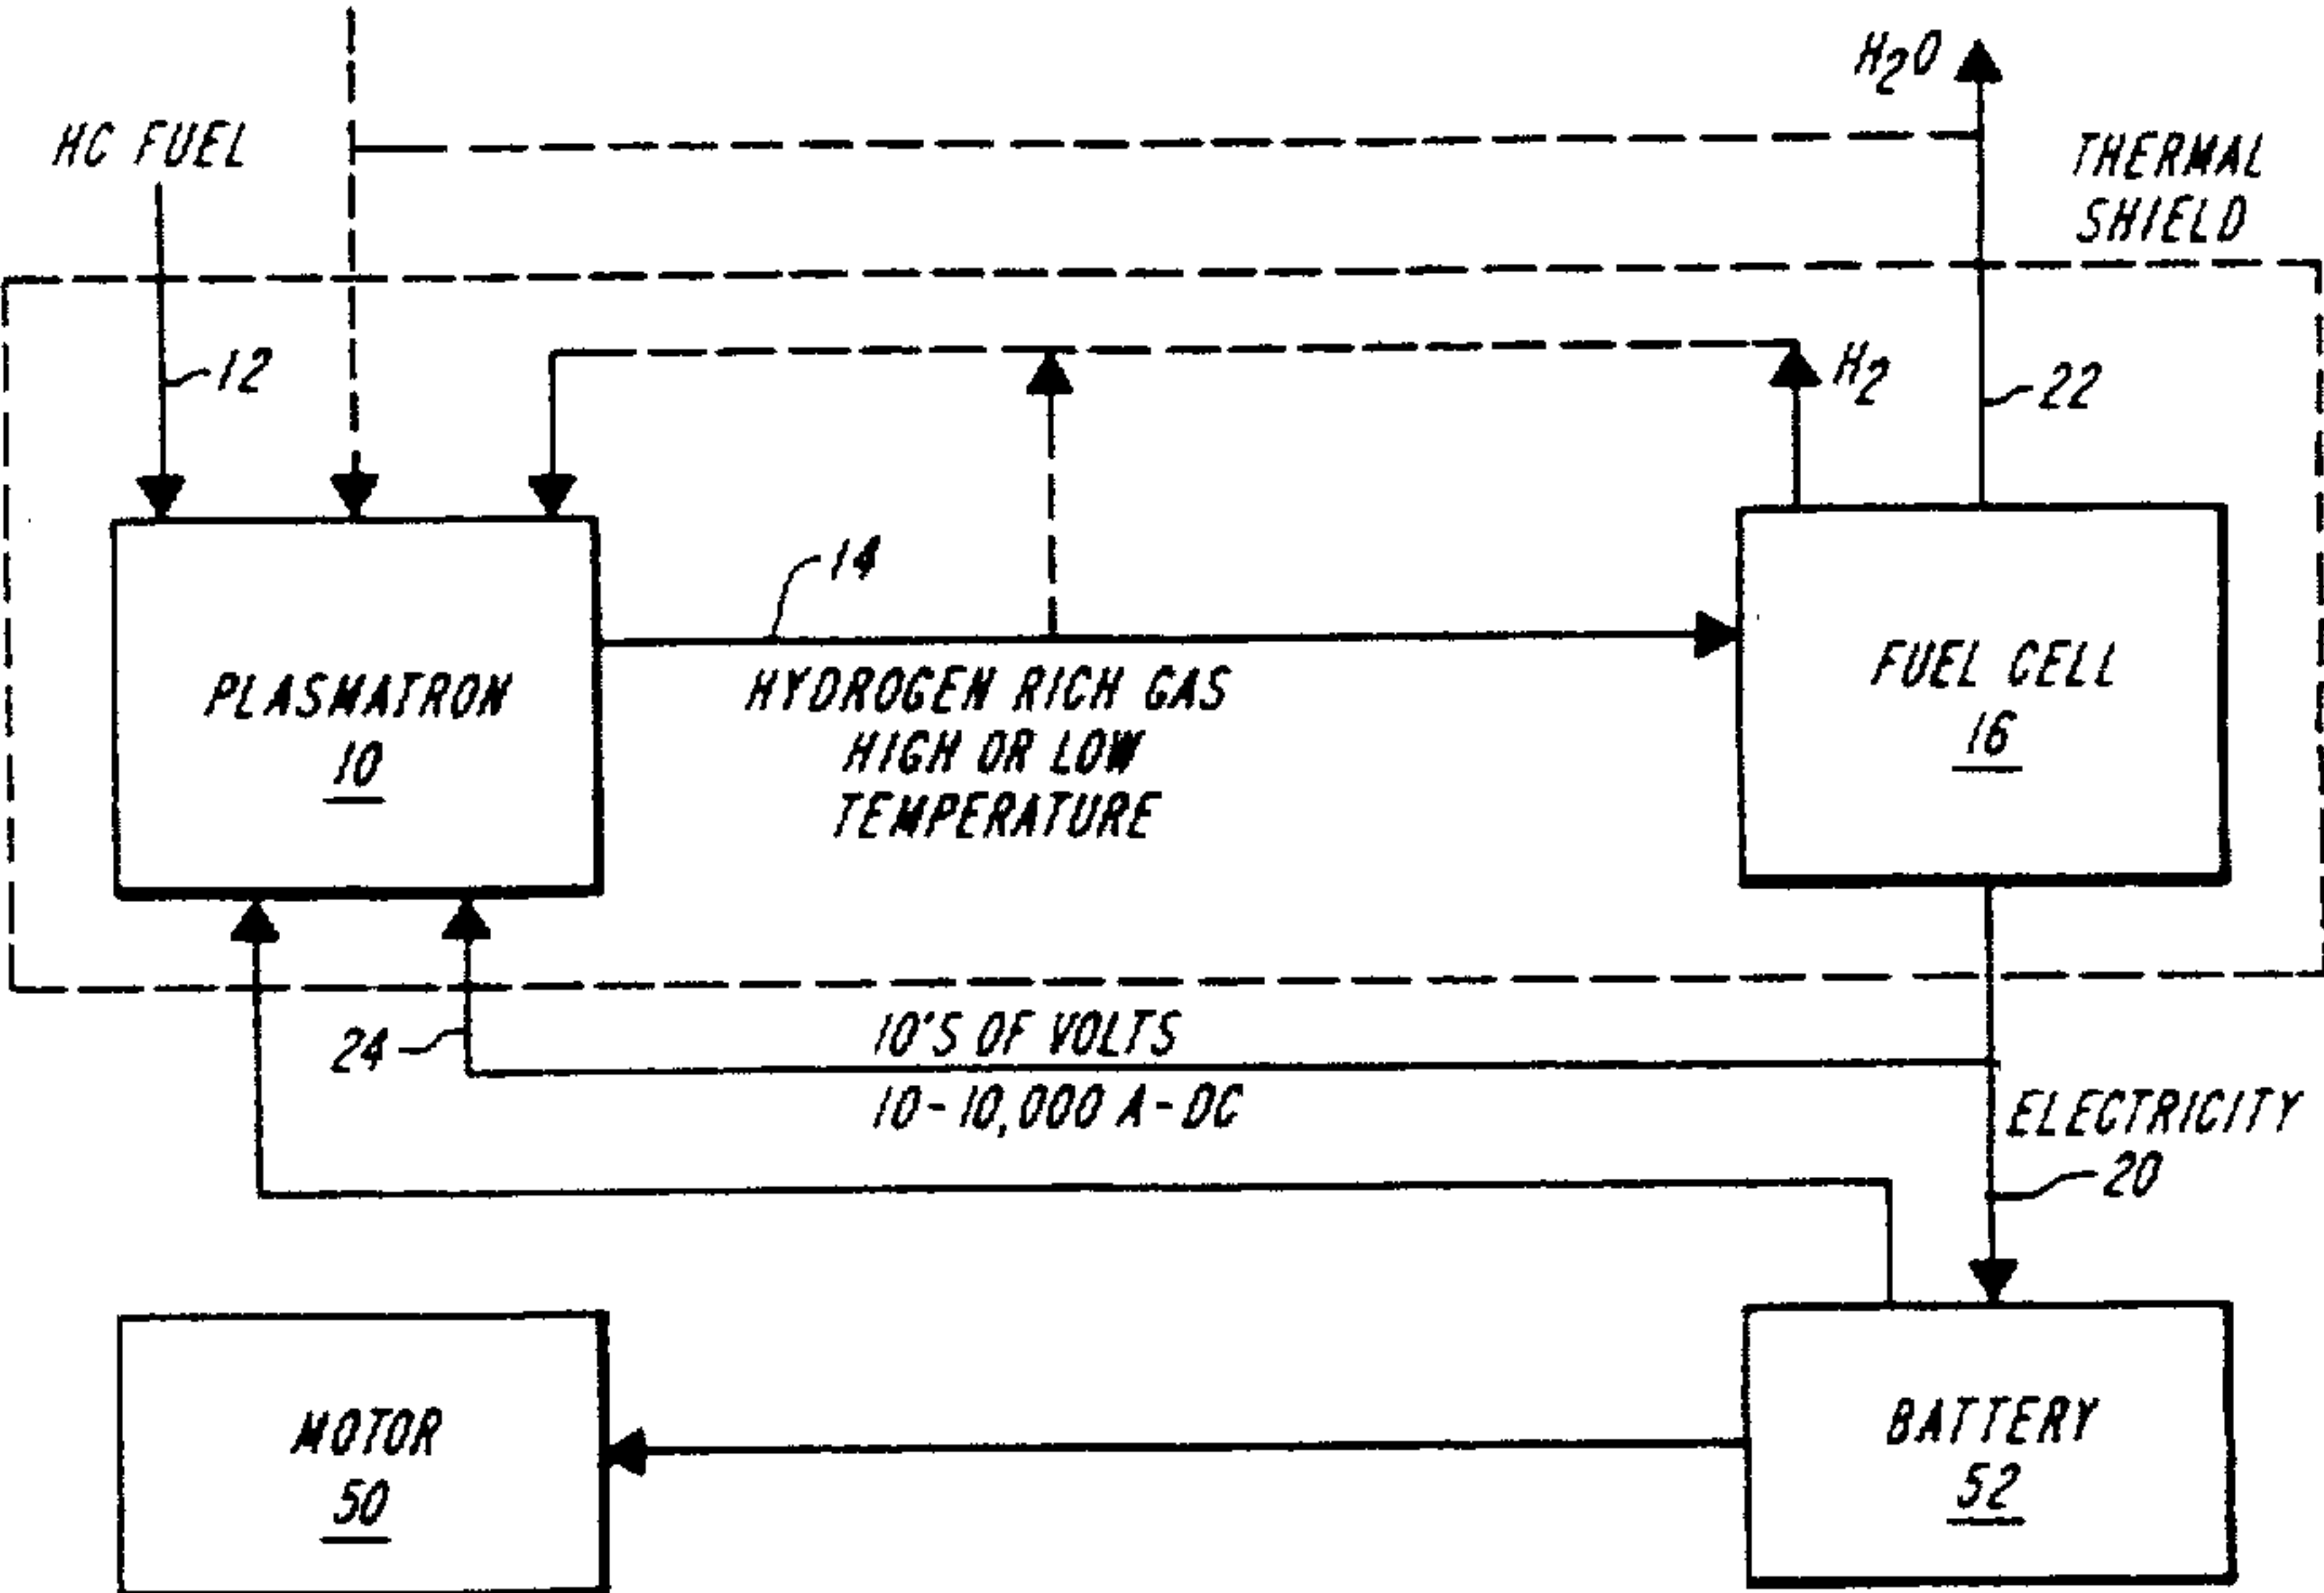 H₂O
HC FUEL
THERMAL
SHIELD
12
H₂
22
14
PLASMATRON
10
HYDROGEN RICH GAS
HIGH OR LOW
TEMPERATURE
FUEL CELL
16
24
10'S OF VOLTS
10-10,000 A-DC
ELECTRICITY
20
MOTOR
50
BATTERY
52